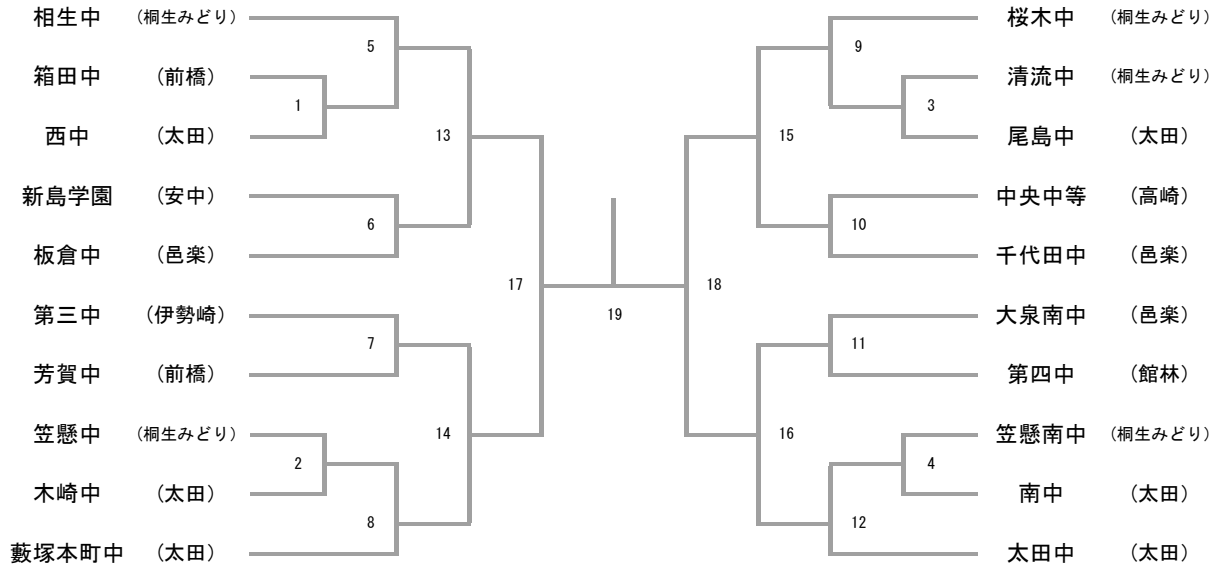 相生中 (桐生みどり) 5 9 桜木中 (桐生みどり)
箱田中 (前橋) 1 3 清流中 (桐生みどり)
西中 (太田) 13 15 尾島中 (太田)
新島学園 (安中) 6 10 中央中等 (高崎)
板倉中 (邑楽) 17 18 千代田中 (邑楽)
第三中 (伊勢崎) 19 大泉南中 (邑楽)
7 11
芳賀中 (前橋) 第四中 (館林)
笠懸中 (桐生みどり) 14 16 笠懸南中 (桐生みどり)
2 4
木崎中 (太田) 南中 (太田)
8 12
藪塚本町中 (太田) 太田中 (太田)